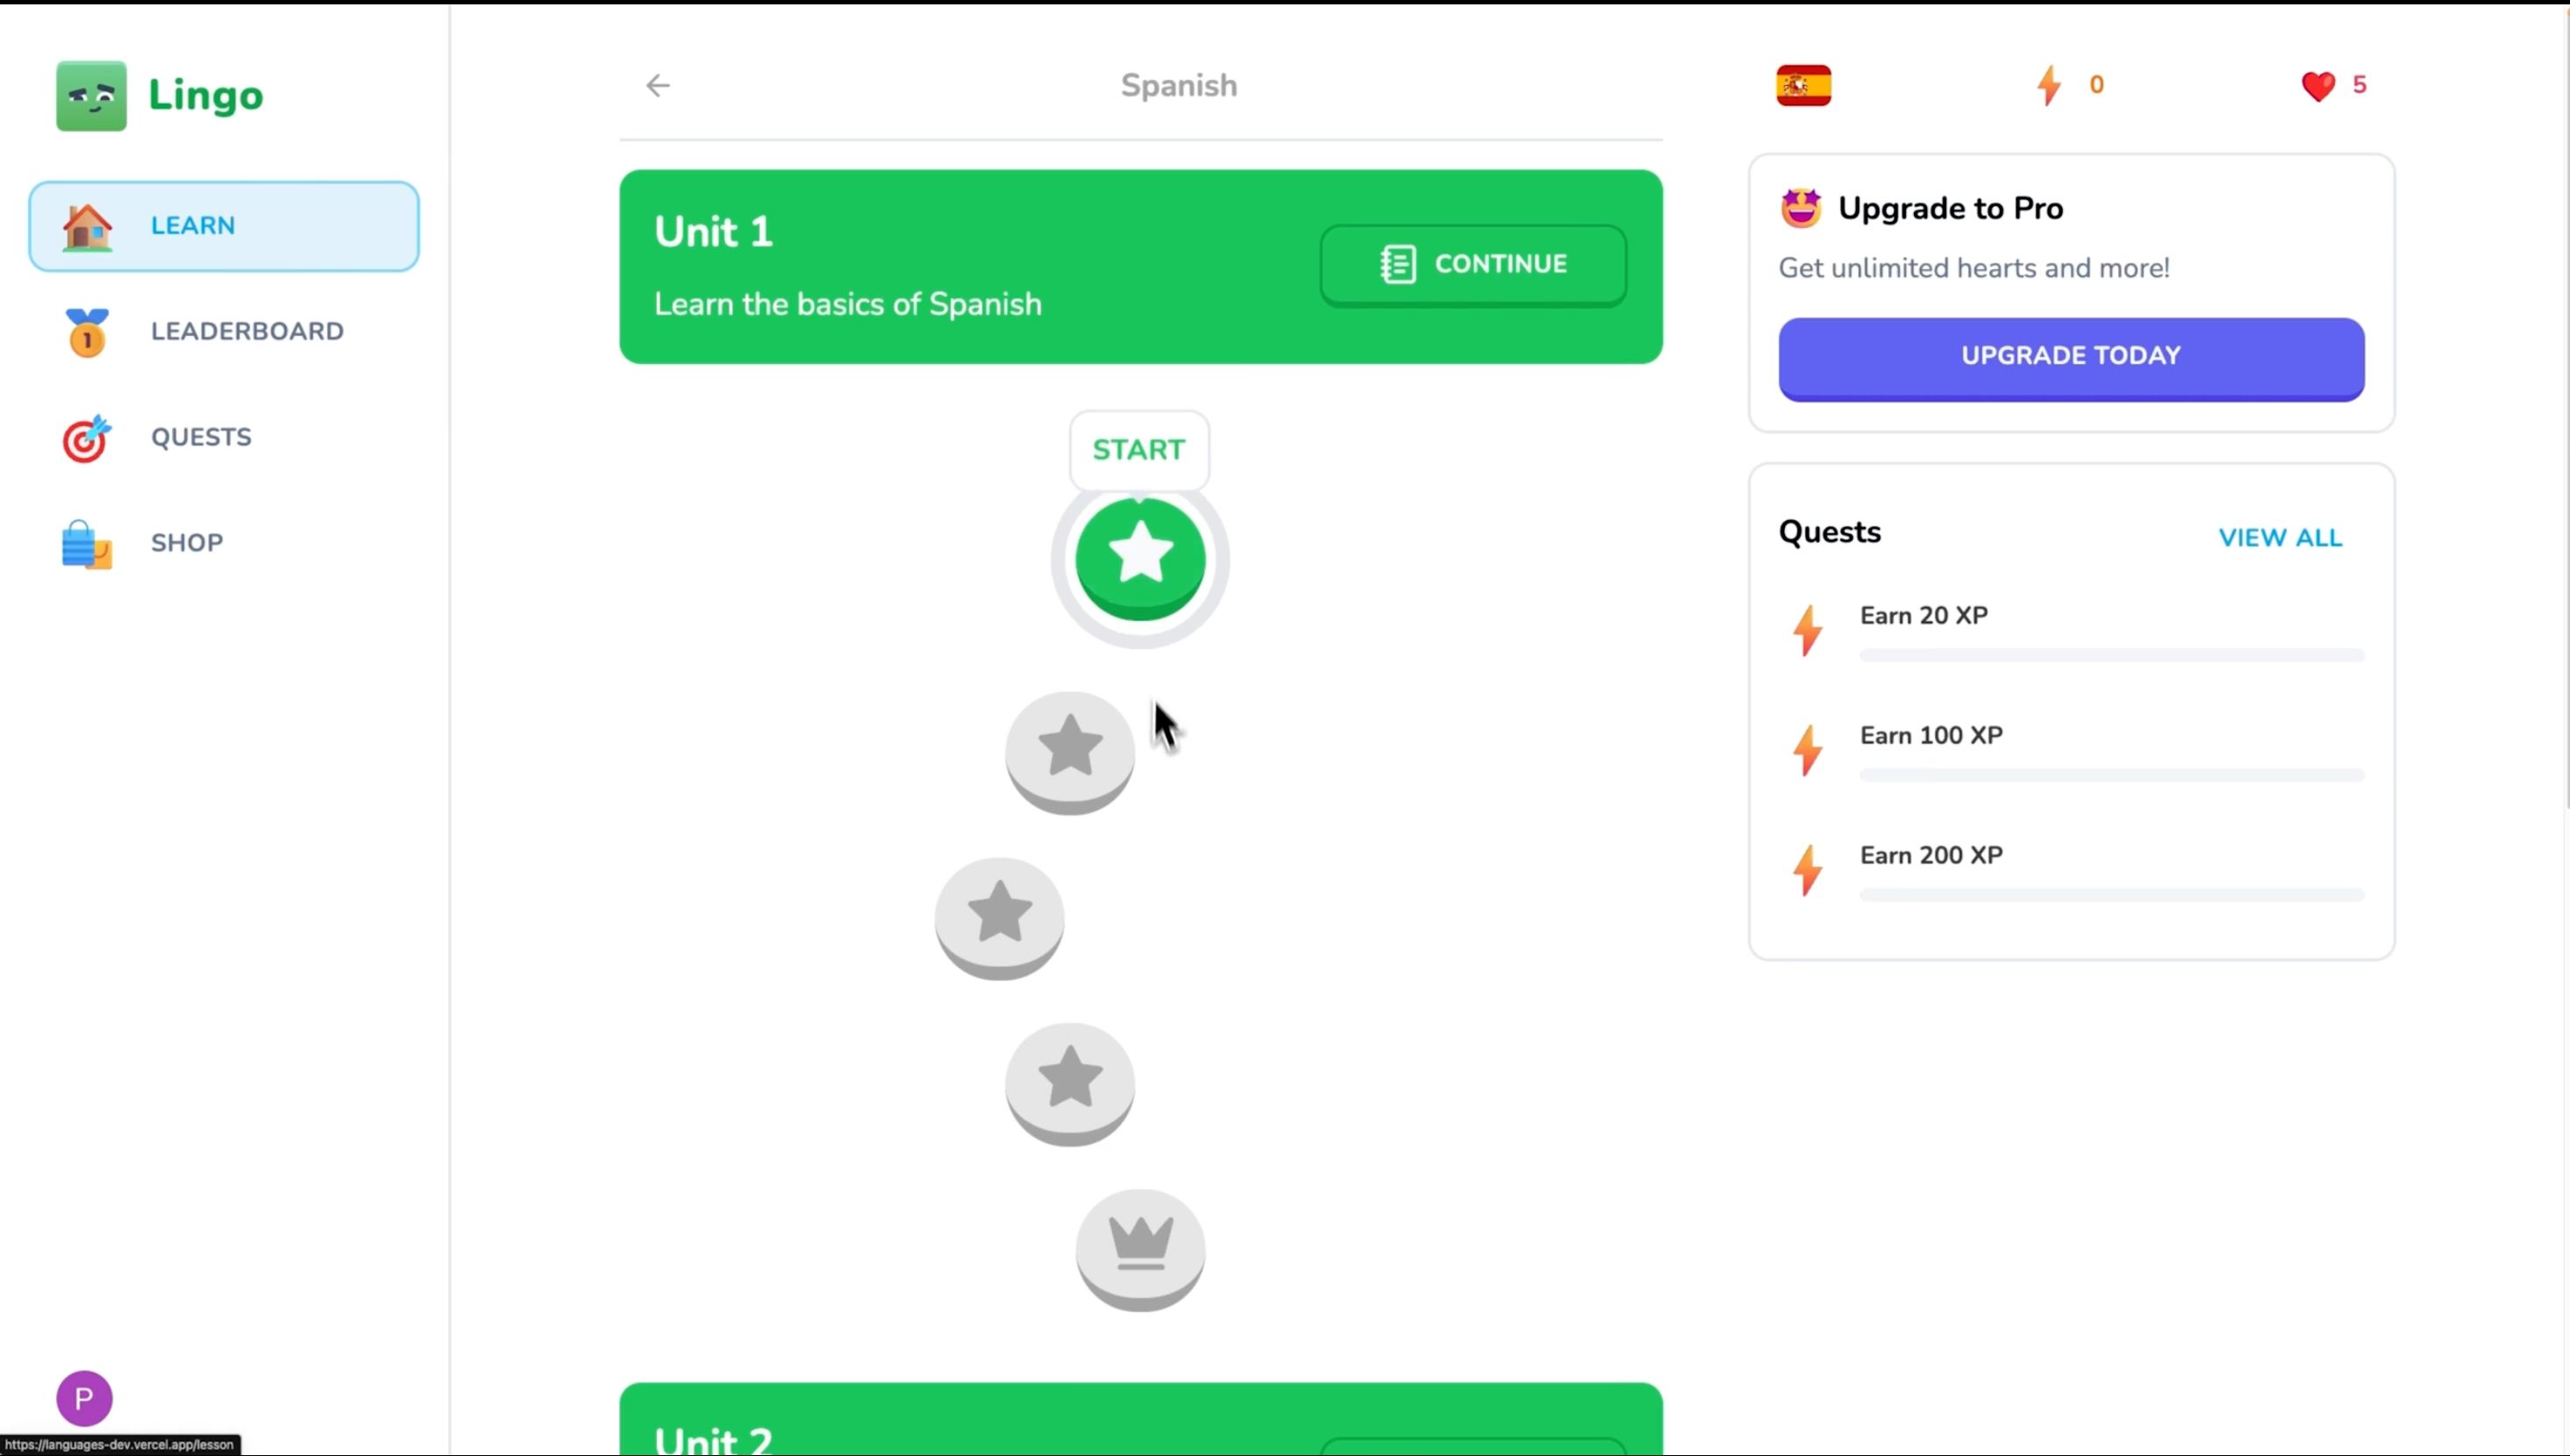 Lingo
LEARN
LEADERBOARD
1
QUESTS
SHOP
P
https://languages-dev.vercel.app/lesson
Spanish
Unit 1
Learn the basics of Spanish
CONTINUE
START
Unit 2
0
5
Upgrade to Pro
Get unlimited hearts and more!
UPGRADE TODAY
Quests
VIEW ALL
Earn 20 XP
Earn 100 XP
Earn 200 XP